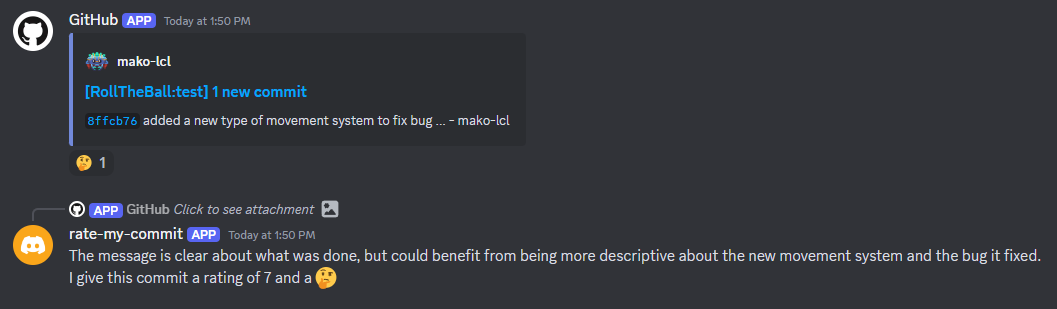 GitHub APP Today at 1:50 PM
mako-lcl
[RollTheBall:test] 1 new commit
8ffcb76 added a new type of movement system to fix bug ... - mako-lcl
🤔 1
APP GitHub Click to see attachment
rate-my-commit APP Today at 1:50 PM
The message is clear about what was done, but could benefit from being more descriptive about the new movement system and the bug it fixed.
I give this commit a rating of 7 and a 🤔